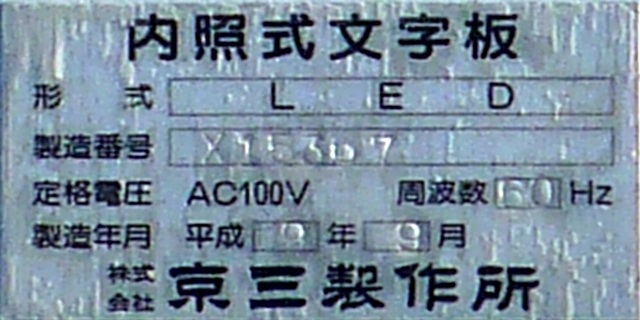 内照式文字板
形式 LED
製造番号 X15367
定格電圧 AC100V 周波数 60 Hz
製造年月 平成 9 年 9 月
株式会社 京三製作所